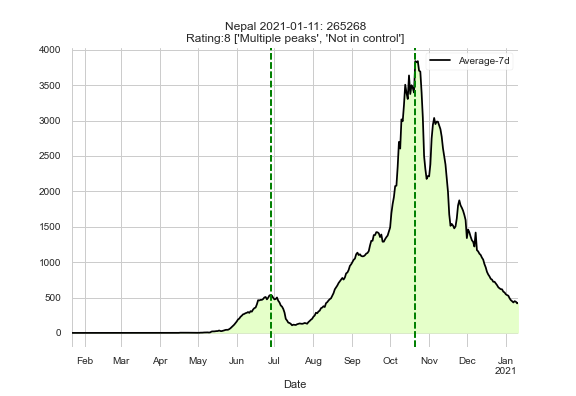 Nepal 2021-01-11: 265268
Rating:8 ['Multiple peaks', 'Not in control']
Average-7d
4000
3500
3000
2500
2000
1500
1000
500
0
Feb Mar Apr May Jun Jul Aug Sep Oct Nov Dec Jan
2021
Date